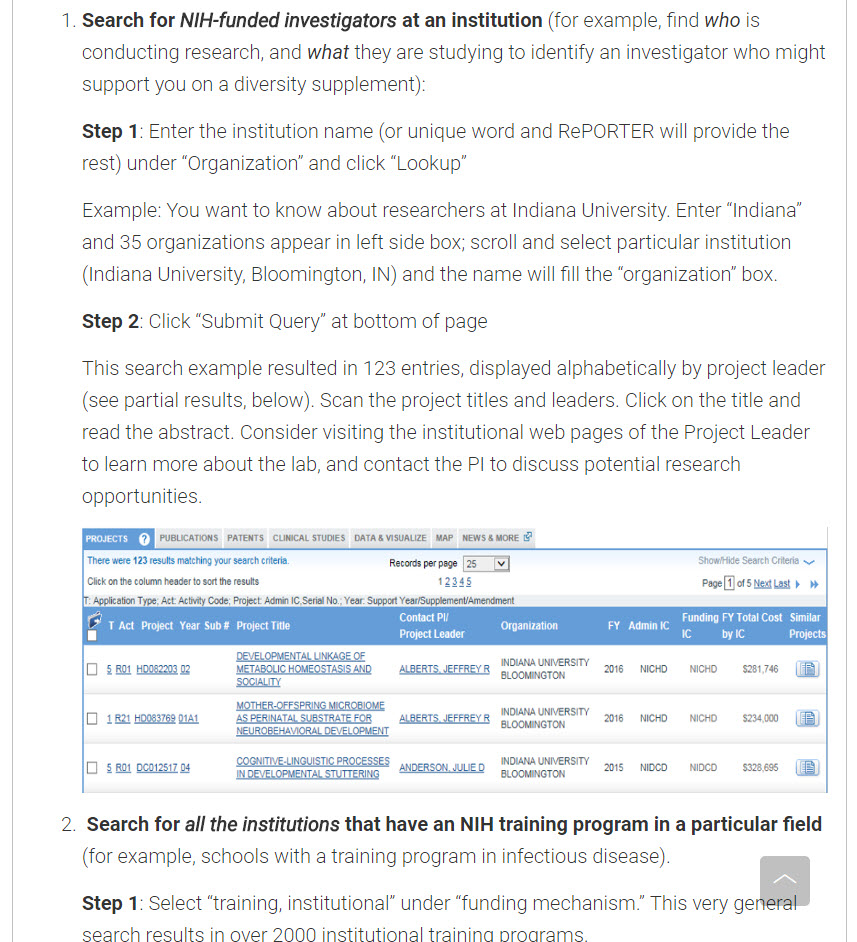 1. Search for NIH-funded investigators at an institution (for example, find who is
conducting research, and what they are studying to identify an investigator who might
support you on a diversity supplement):
Step 1: Enter the institution name (or unique word and RePORTER will provide the
rest) under “Organization” and click “Lookup”
Example: You want to know about researchers at Indiana University. Enter “Indiana”
and 35 organizations appear in left side box; scroll and select particular institution
(Indiana University, Bloomington, IN) and the name will fill the “organization” box.
Step 2: Click “Submit Query” at bottom of page
This search example resulted in 123 entries, displayed alphabetically by project leader
(see partial results, below). Scan the project titles and leaders. Click on the title and
read the abstract. Consider visiting the institutional web pages of the Project Leader
to learn more about the lab, and contact the PI to discuss potential research
opportunities.
PROJECTS ? PUBLICATIONS PATENTS CLINICAL STUDIES DATA & VISUALIZE MAP NEWS & MORE
There were 123 results matching your search criteria. Records per page 25 Show/Hide Search Criteria
Click on the column header to sort the results 1 2 3 4 5 Page 1 of 5 Next Last
T: Application Type; Act: Activity Code; Project: Admin IC,Serial No.; Year: Support Year/Supplement/Amendment
T Act Project Year Sub # Project Title Contact PI/ Project Leader Organization FY Admin IC Funding IC FY Total Cost by IC Similar Projects
5 R01 HD082203 02 DEVELOPMENTAL LINKAGE OF METABOLIC HOMEOSTASIS AND SOCIALITY ALBERTS, JEFFREY R INDIANA UNIVERSITY BLOOMINGTON 2016 NICHD NICHD $281,746
1 R21 HD083769 01A1 MOTHER-OFFSPRING MICROBIOME AS PERINATAL SUBSTRATE FOR NEUROBEHAVIORAL DEVELOPMENT ALBERTS, JEFFREY R INDIANA UNIVERSITY BLOOMINGTON 2016 NICHD NICHD $234,000
5 R01 DC012517 04 COGNITIVE-LINGUISTIC PROCESSES IN DEVELOPMENTAL STUTTERING ANDERSON, JULIE D INDIANA UNIVERSITY BLOOMINGTON 2015 NIDCD NIDCD $328,695
2. Search for all the institutions that have an NIH training program in a particular field
(for example, schools with a training program in infectious disease).
Step 1: Select “training, institutional” under “funding mechanism.” This very general
search results in over 2000 institutional training programs.